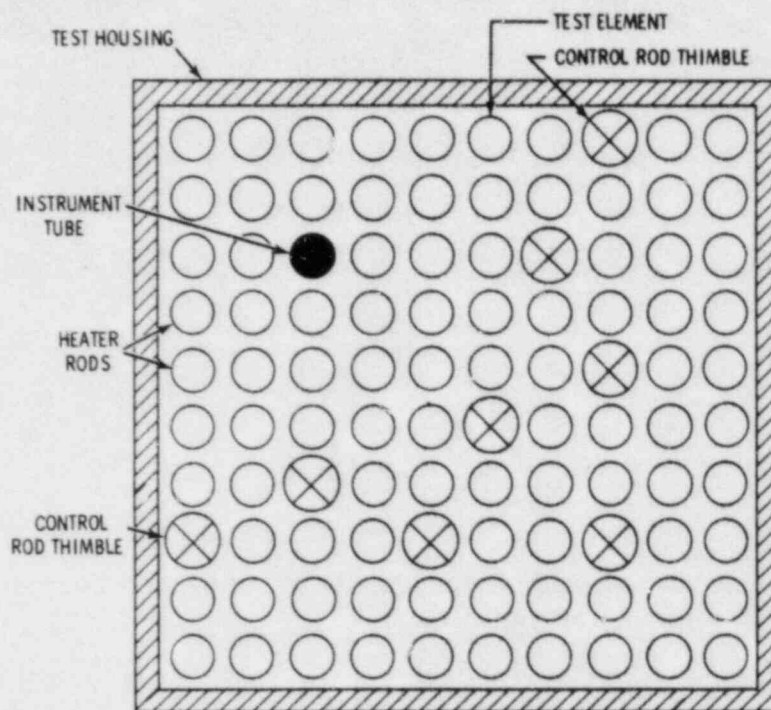 TEST ELEMENT
TEST HOUSING
CONTROL ROD THIMBLE
INSTRUMENT
TUBE
HEATER
RODS
CONTROL
ROD THIMBLE